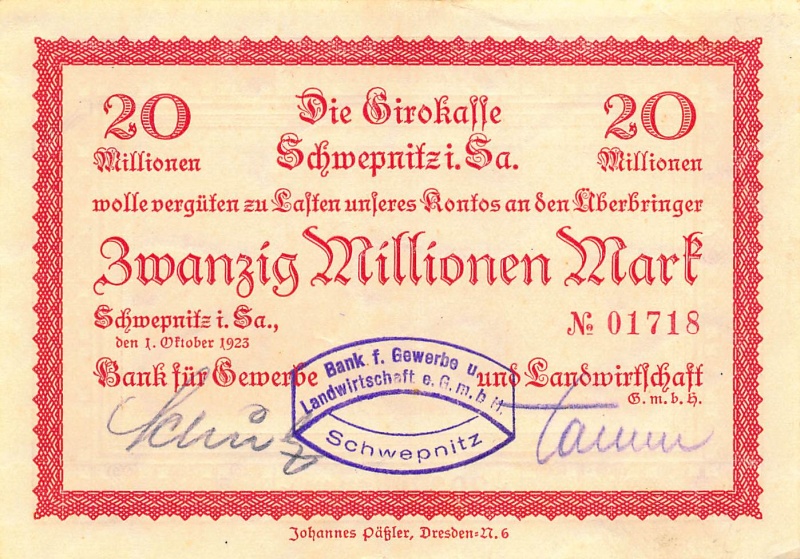 20 Die Girokasse 20
Millionen Schwepnitz i. Sa. Millionen
wolle vergüten zu Lasten unseres Kontos an den Überbringer
Zwanzig Millionen Mark
Schwepnitz i. Sa., № 01718
den 1. Oktober 1923
Bank für Gewerbe und Landwirtschaft
G. m. b. H.
Bank f. Gewerbe u.
Landwirtschaft e. G. m. b. H.
Schwepnitz
Johannes Päßler, Dresden-N. 6